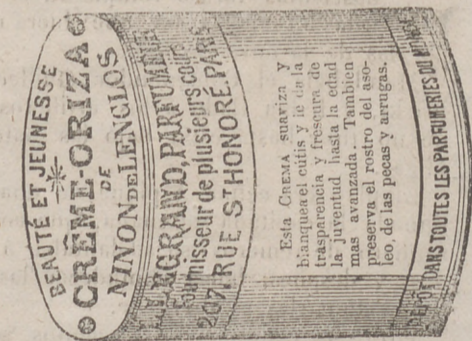 BEAUTÉ ET JEUNESSE
CRÊME-ORIZA
DE
NINON DE LENCLOS
LEGRAND, PARFUMEUR
Fournisseur de plusieurs cours
207, RUE ST HONORÉ. PARIS
Esta CREMA suaviza y
blanquea el cútis y le da la
trasparencia y frescura de
la juventud hasta la edad
mas avanzada. Tambien
preserva el rostro del aso-
leo, de las pecas y arrugas.
DÉPÔT DANS TOUTES LES PARFUMERIES DU MONDE